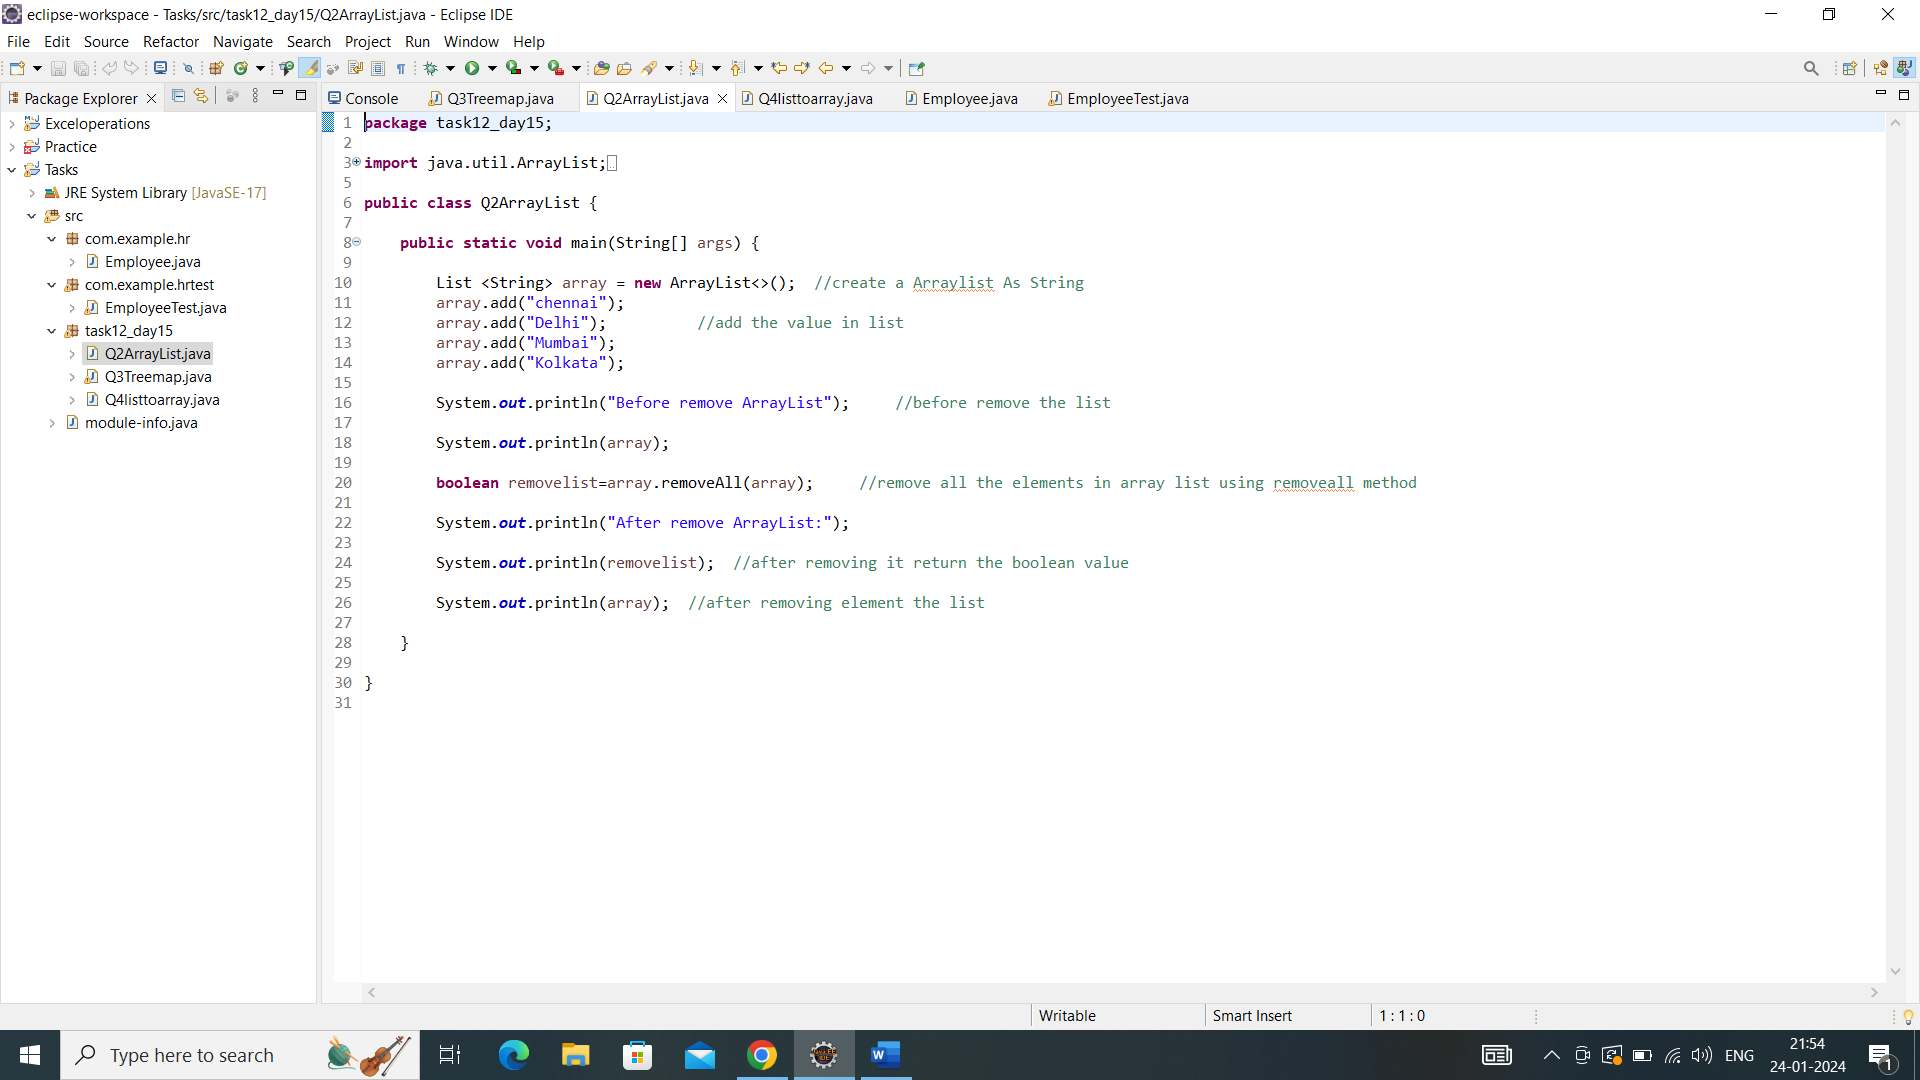 eclipse-workspace - Tasks/src/task12_day15/Q2ArrayList.java - Eclipse IDE
File Edit Source Refactor Navigate Search Project Run Window Help
Package Explorer
Exceloperations
Practice
Tasks
JRE System Library [JavaSE-17]
src
com.example.hr
Employee.java
com.example.hrtest
EmployeeTest.java
task12_day15
Q2ArrayList.java
Q3Treemap.java
Q4listtoarray.java
module-info.java
Console Q3Treemap.java Q2ArrayList.java Q4listtoarray.java Employee.java EmployeeTest.java
1 package task12_day15;
2
3 import java.util.ArrayList;
5
6 public class Q2ArrayList {
7
8 public static void main(String[] args) {
9
10 List <String> array = new ArrayList<>(); //create a Arraylist As String
11 array.add("chennai");
12 array.add("Delhi"); //add the value in list
13 array.add("Mumbai");
14 array.add("Kolkata");
15
16 System.out.println("Before remove ArrayList"); //before remove the list
17
18 System.out.println(array);
19
20 boolean removelist=array.removeAll(array); //remove all the elements in array list using removeall method
21
22 System.out.println("After remove ArrayList:");
23
24 System.out.println(removelist); //after removing it return the boolean value
25
26 System.out.println(array); //after removing element the list
27
28 }
29
30 }
31
Writable Smart Insert 1 : 1 : 0
Type here to search
ENG
21:54
24-01-2024
1